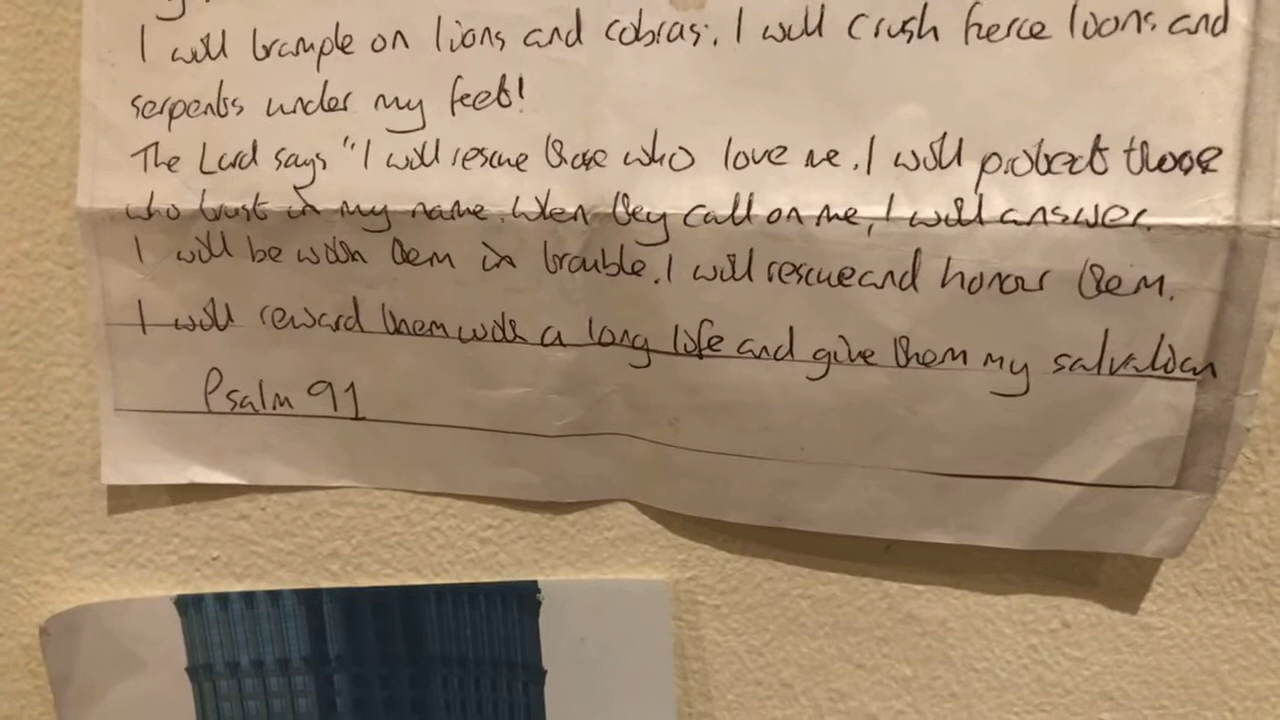 I will trample on lions and cobras; I will crush fierce lions and
serpents under my feet!
The Lord says "I will rescue those who love me. I will protect those
who trust in my name. When they call on me, I will answer.
I will be with them in trouble. I will rescue and honour them.
I will reward them with a long life and give them my salvation
Psalm 91